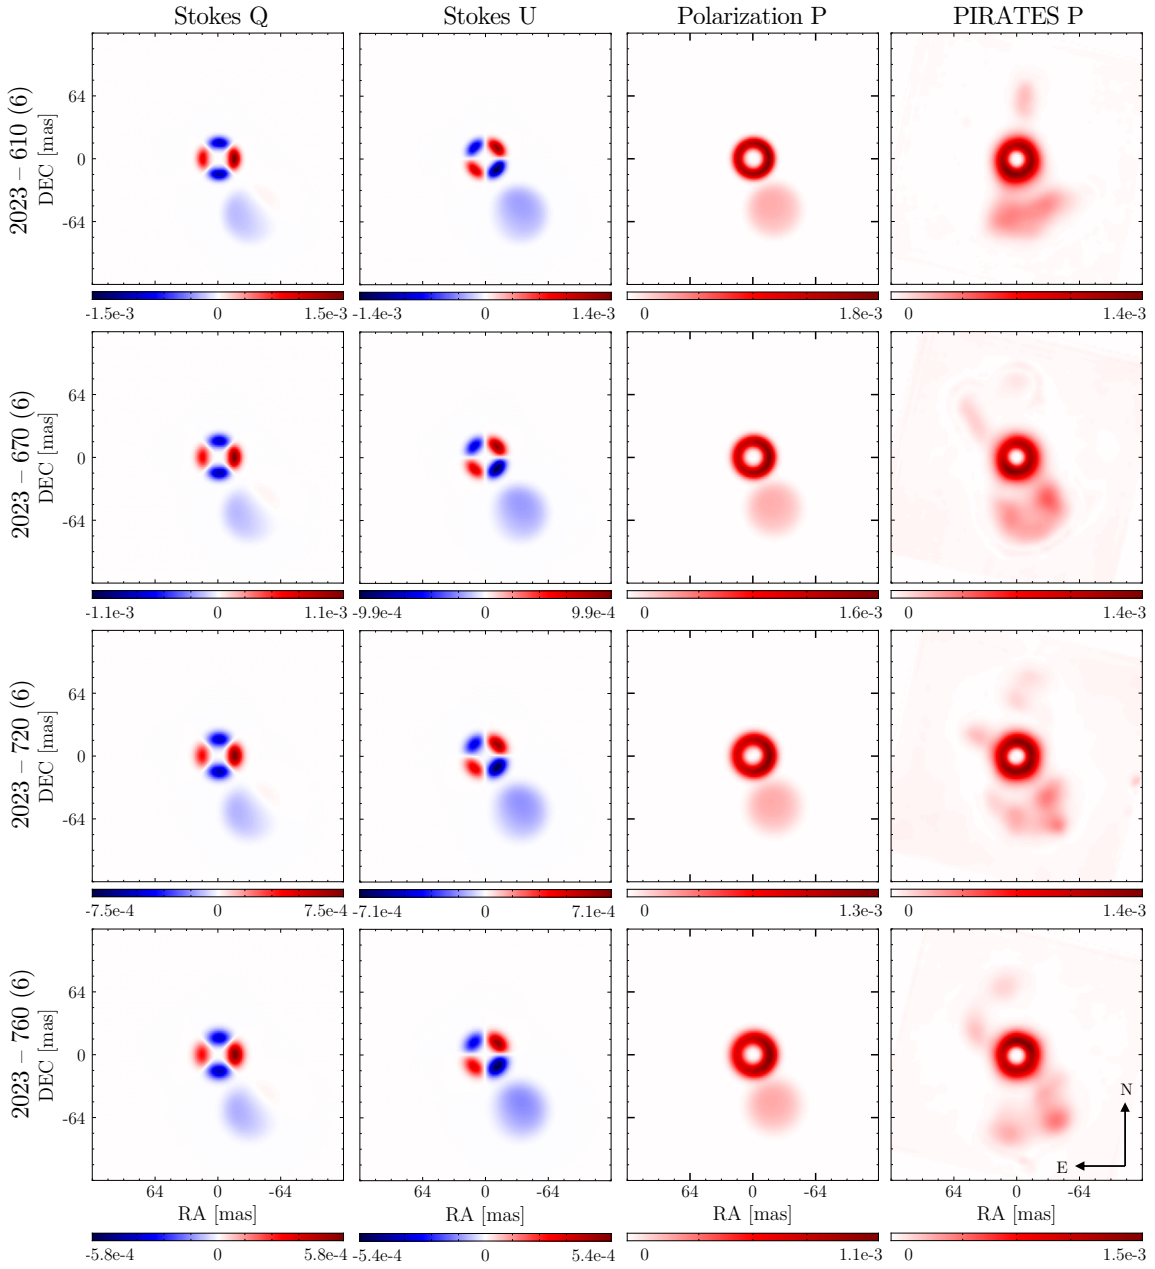 Stokes Q Stokes U Polarization P PIRATES P
2023 – 610 (6)
DEC [mas]
64
0
-64
-1.5e-3 0 1.5e-3 -1.4e-3 0 1.4e-3 0 1.8e-3 0 1.4e-3
2023 – 670 (6)
DEC [mas]
64
0
-64
-1.1e-3 0 1.1e-3 -9.9e-4 0 9.9e-4 0 1.6e-3 0 1.4e-3
2023 – 720 (6)
DEC [mas]
64
0
-64
-7.5e-4 0 7.5e-4 -7.1e-4 0 7.1e-4 0 1.3e-3 0 1.4e-3
2023 – 760 (6)
DEC [mas]
64
0
-64
N
E
64 0 -64 64 0 -64 64 0 -64 64 0 -64
RA [mas] RA [mas] RA [mas] RA [mas]
-5.8e-4 0 5.8e-4 -5.4e-4 0 5.4e-4 0 1.1e-3 0 1.5e-3